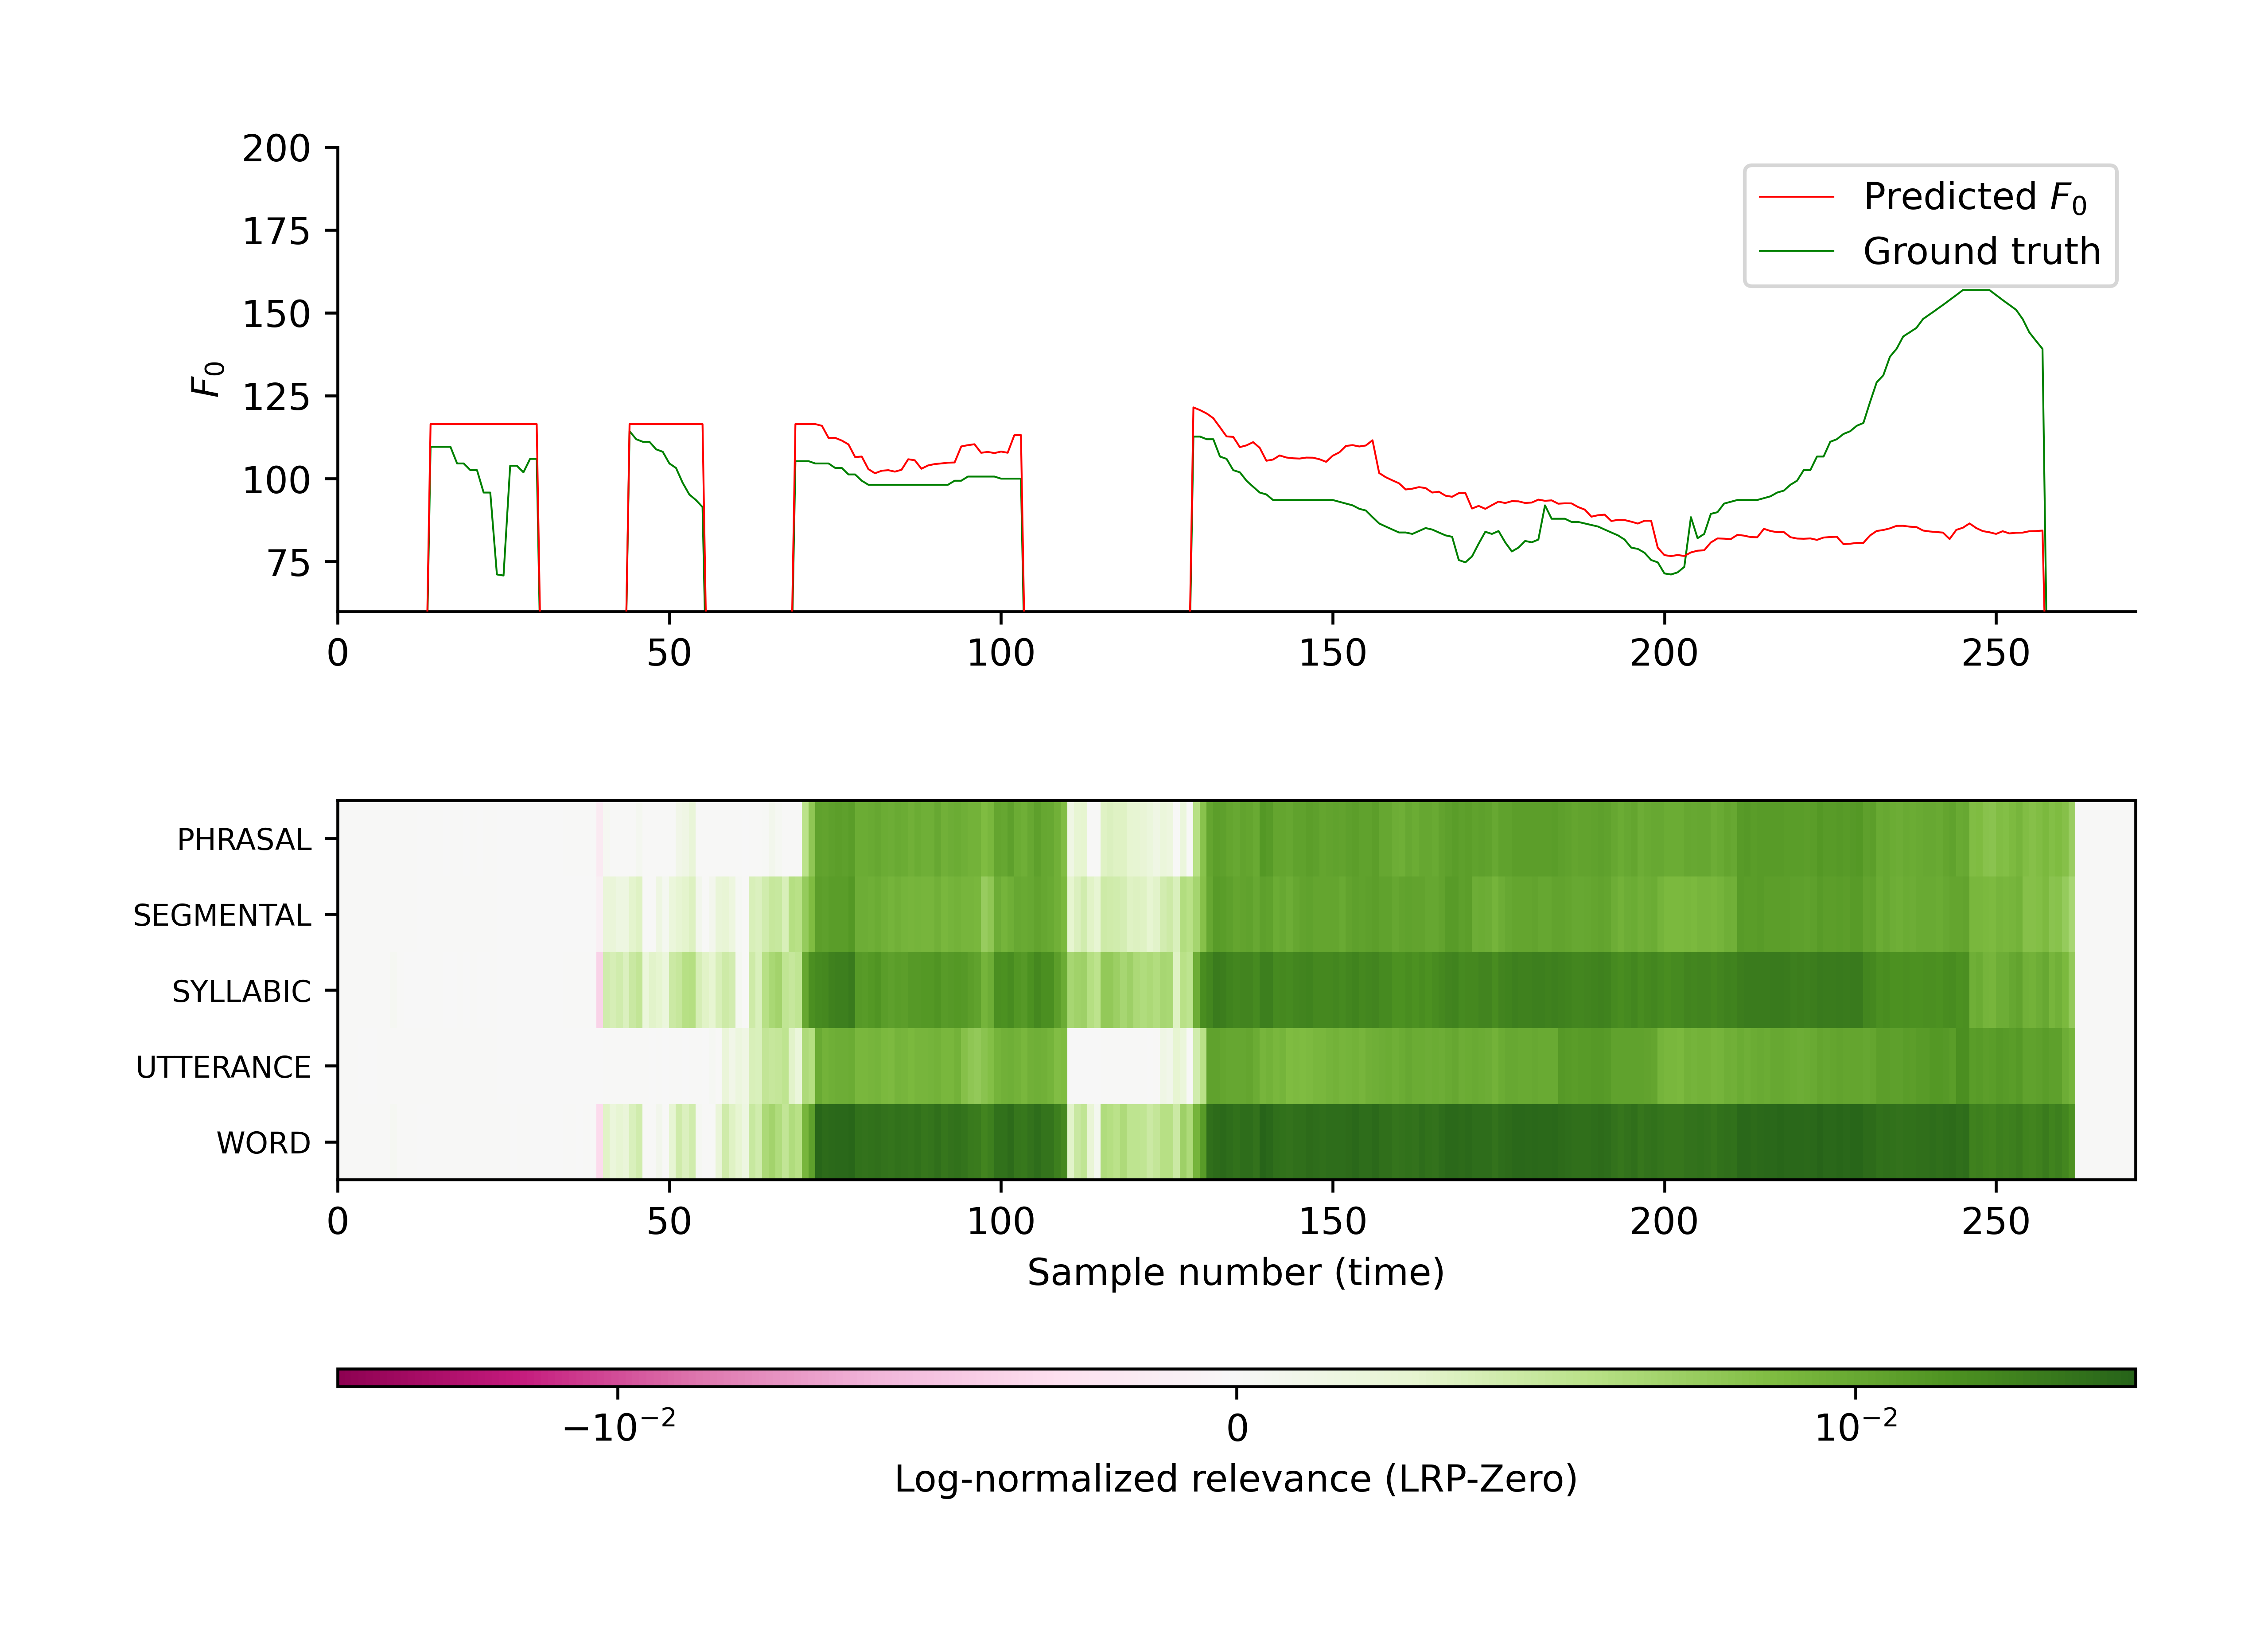 200
175
150
125
100
75
F₀
Predicted F₀
Ground truth
0 50 100 150 200 250
PHRASAL
SEGMENTAL
SYLLABIC
UTTERANCE
WORD
0 50 100 150 200 250
Sample number (time)
−10⁻² 0 10⁻²
Log-normalized relevance (LRP-Zero)